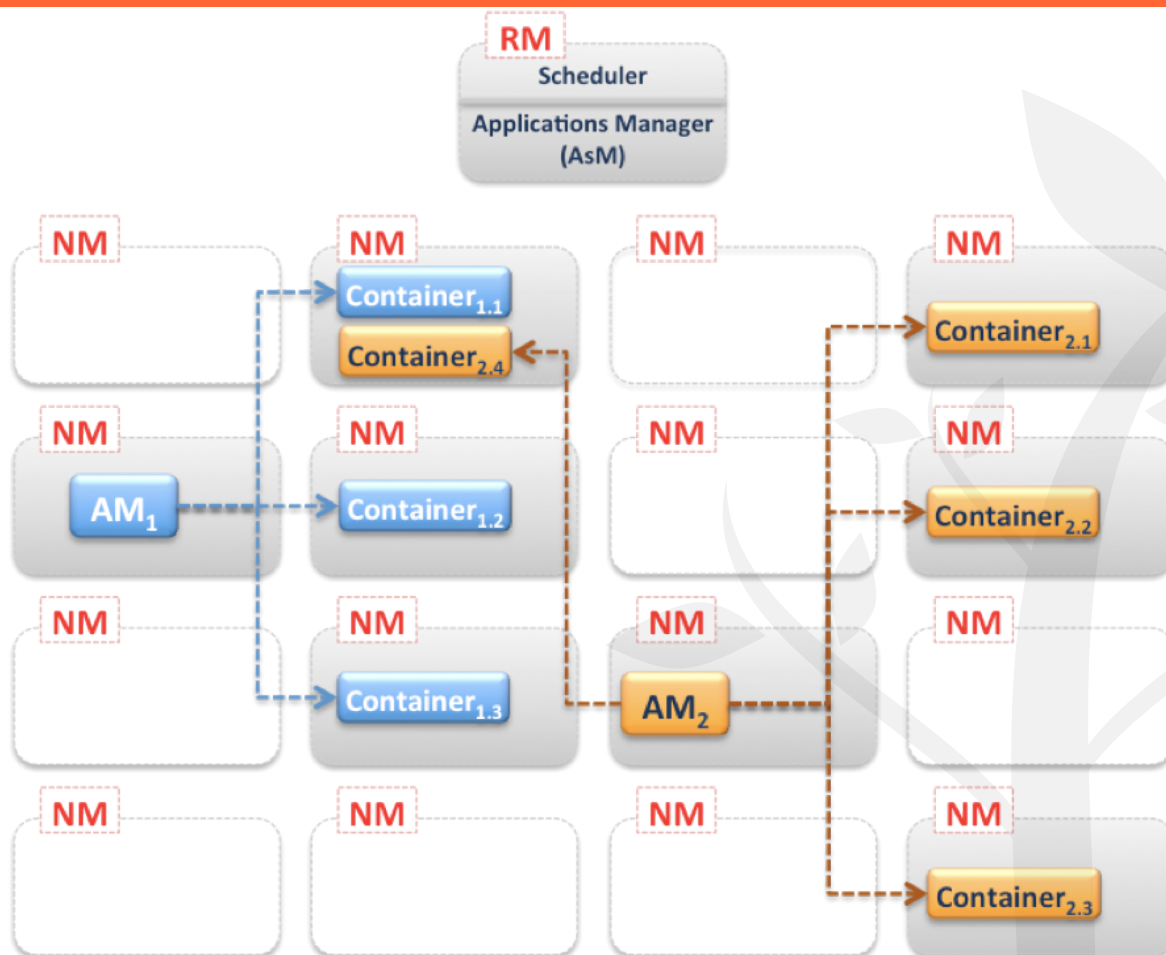 RM
Scheduler
Applications Manager
(AsM)
NM
NM
NM
NM
Container1.1
Container2.4
Container2.1
NM
NM
NM
NM
AM1
Container1.2
Container2.2
NM
NM
NM
NM
Container1.3
AM2
NM
NM
NM
NM
Container2.3